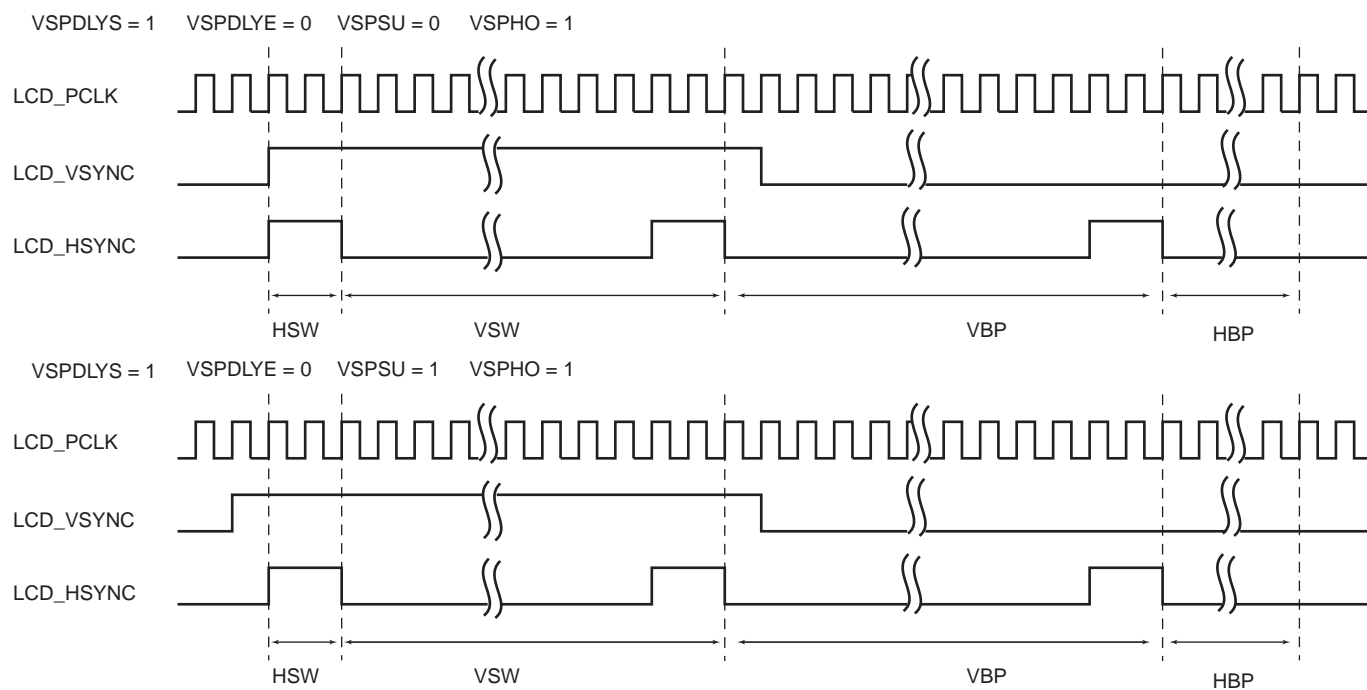 VSPDLYS = 1 VSPDLYE = 0 VSPSU = 0 VSPHO = 1
LCD_PCLK
LCD_VSYNC
LCD_HSYNC
HSW VSW VBP HBP
VSPDLYS = 1 VSPDLYE = 0 VSPSU = 1 VSPHO = 1
LCD_PCLK
LCD_VSYNC
LCD_HSYNC
HSW VSW VBP HBP